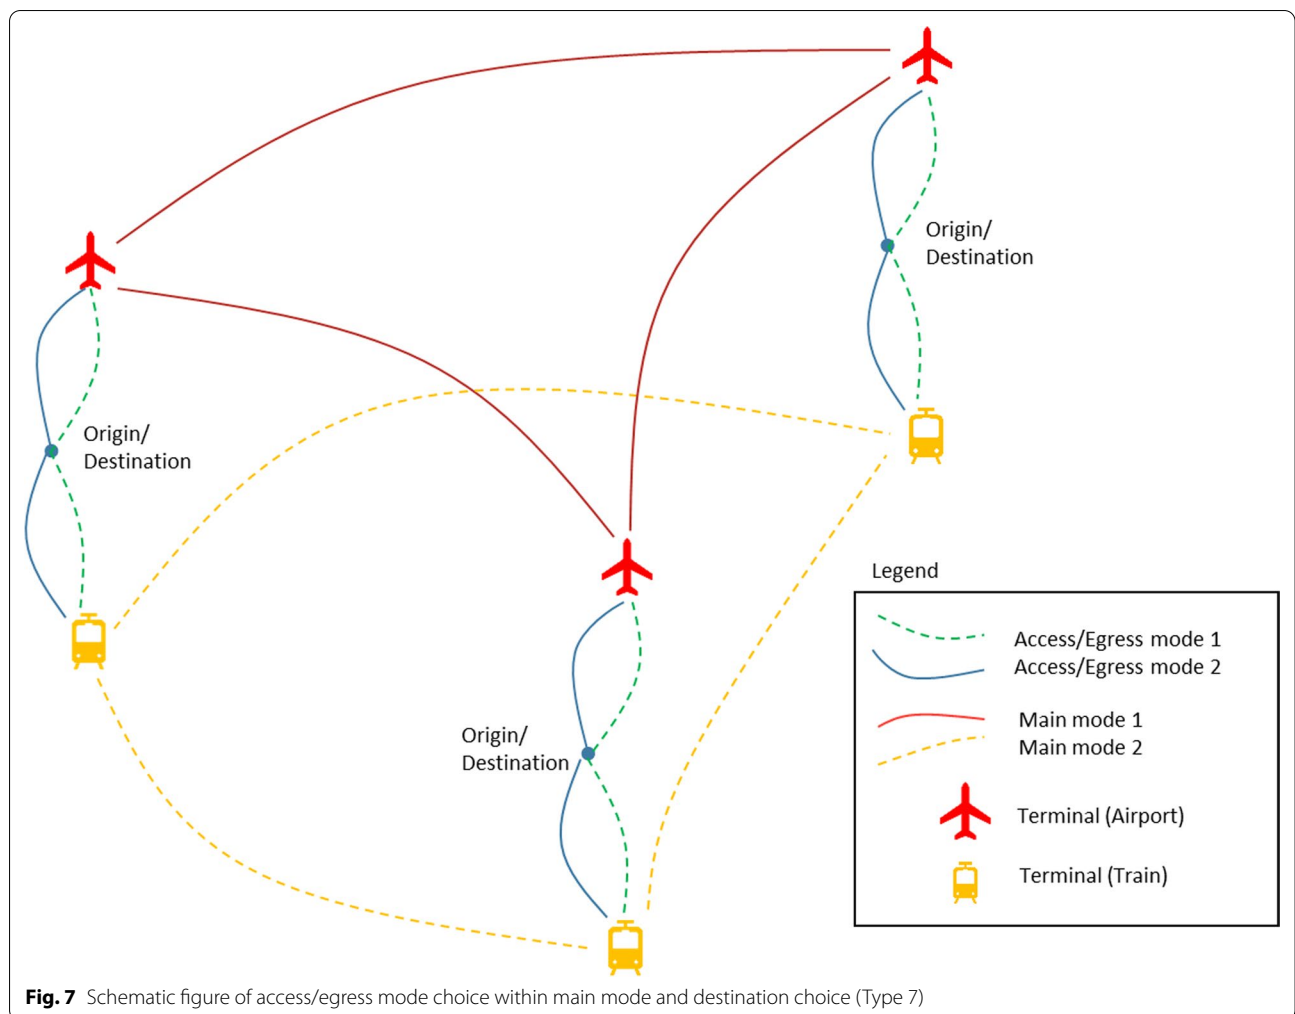 Origin/
Destination
Origin/
Destination
Origin/
Destination
Legend
Access/Egress mode 1
Access/Egress mode 2
Main mode 1
Main mode 2
Terminal (Airport)
Terminal (Train)
Fig. 7 Schematic figure of access/egress mode choice within main mode and destination choice (Type 7)